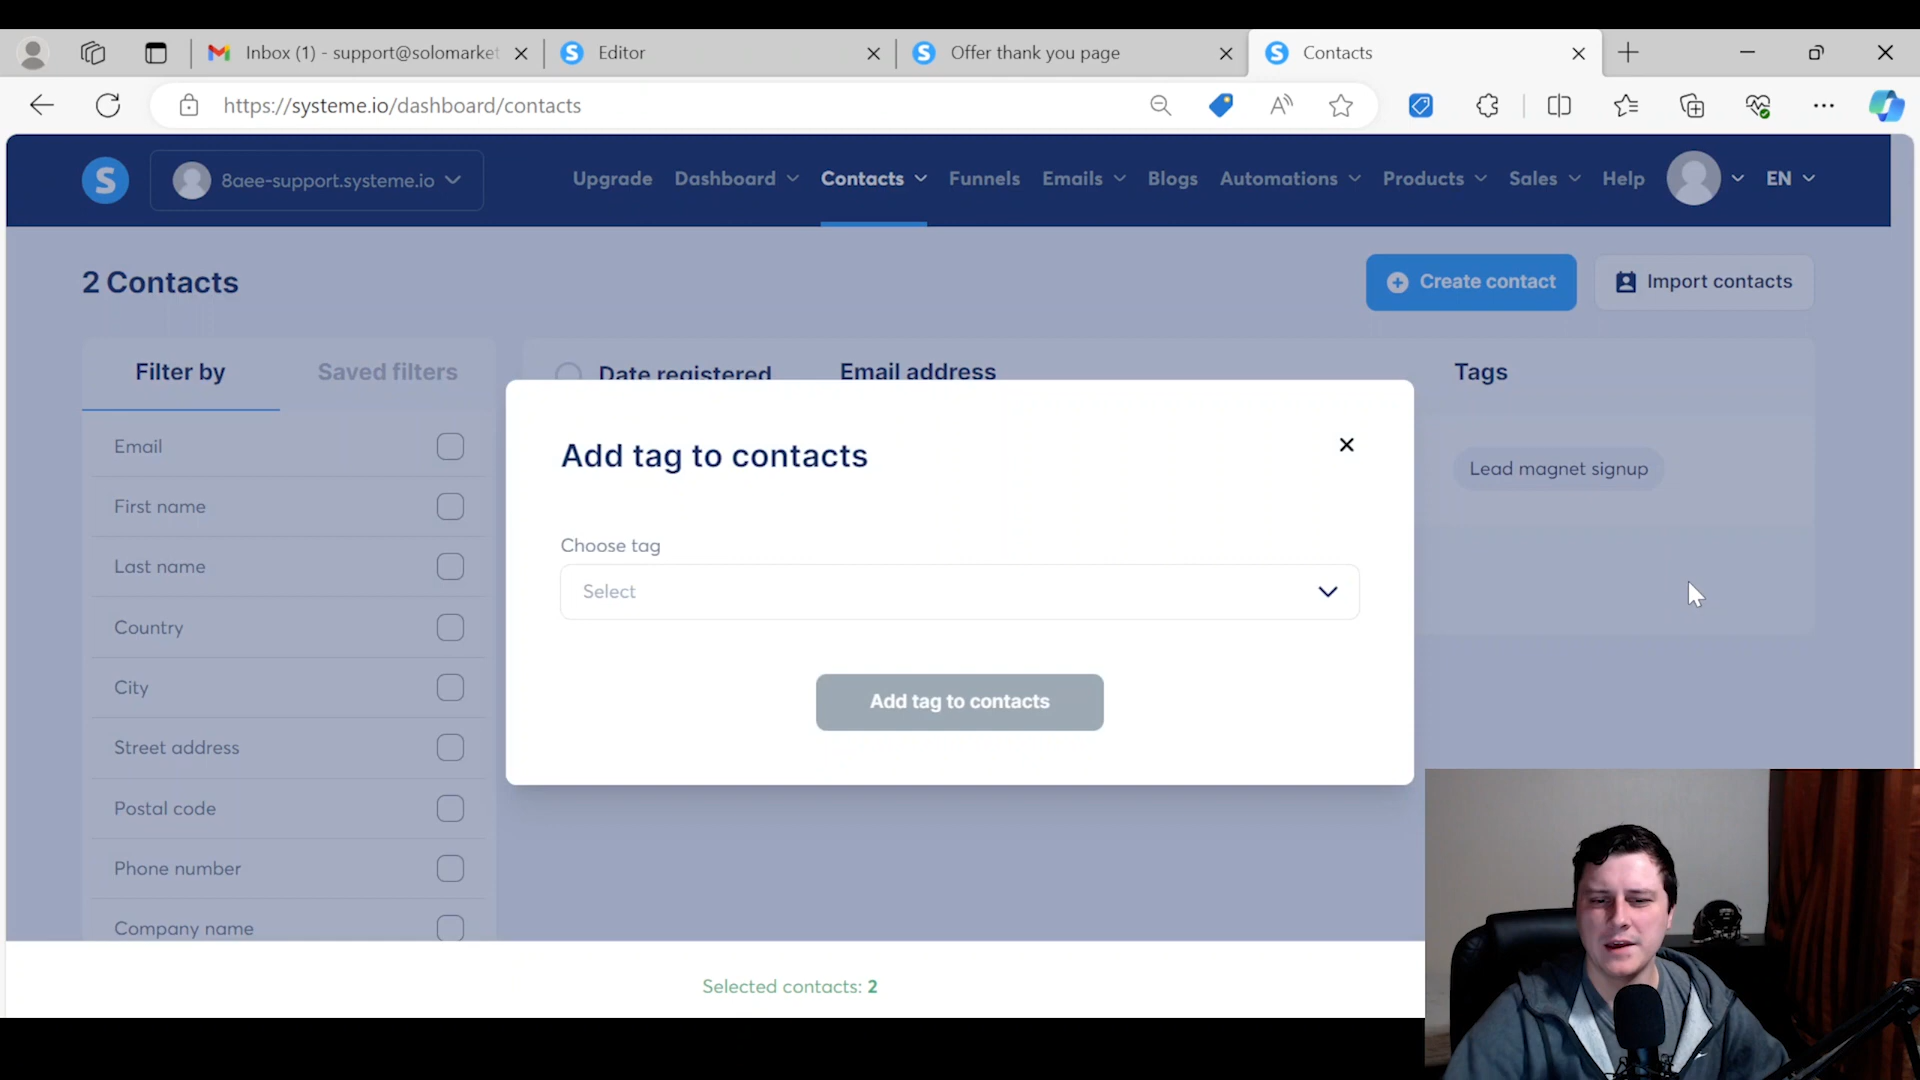 Inbox (1) - support@solomarket
Editor
Offer thank you page
Contacts
https://systeme.io/dashboard/contacts
S
8aee-support.systeme.io
Upgrade
Dashboard
Contacts
Funnels
Emails
Blogs
Automations
Products
Sales
Help
EN
2 Contacts
Create contact
Import contacts
Filter by
Saved filters
Date registered
Email address
Tags
Email
First name
Last name
Country
City
Street address
Postal code
Phone number
Company name
Lead magnet signup
Add tag to contacts
Choose tag
Select
Add tag to contacts
Selected contacts: 2